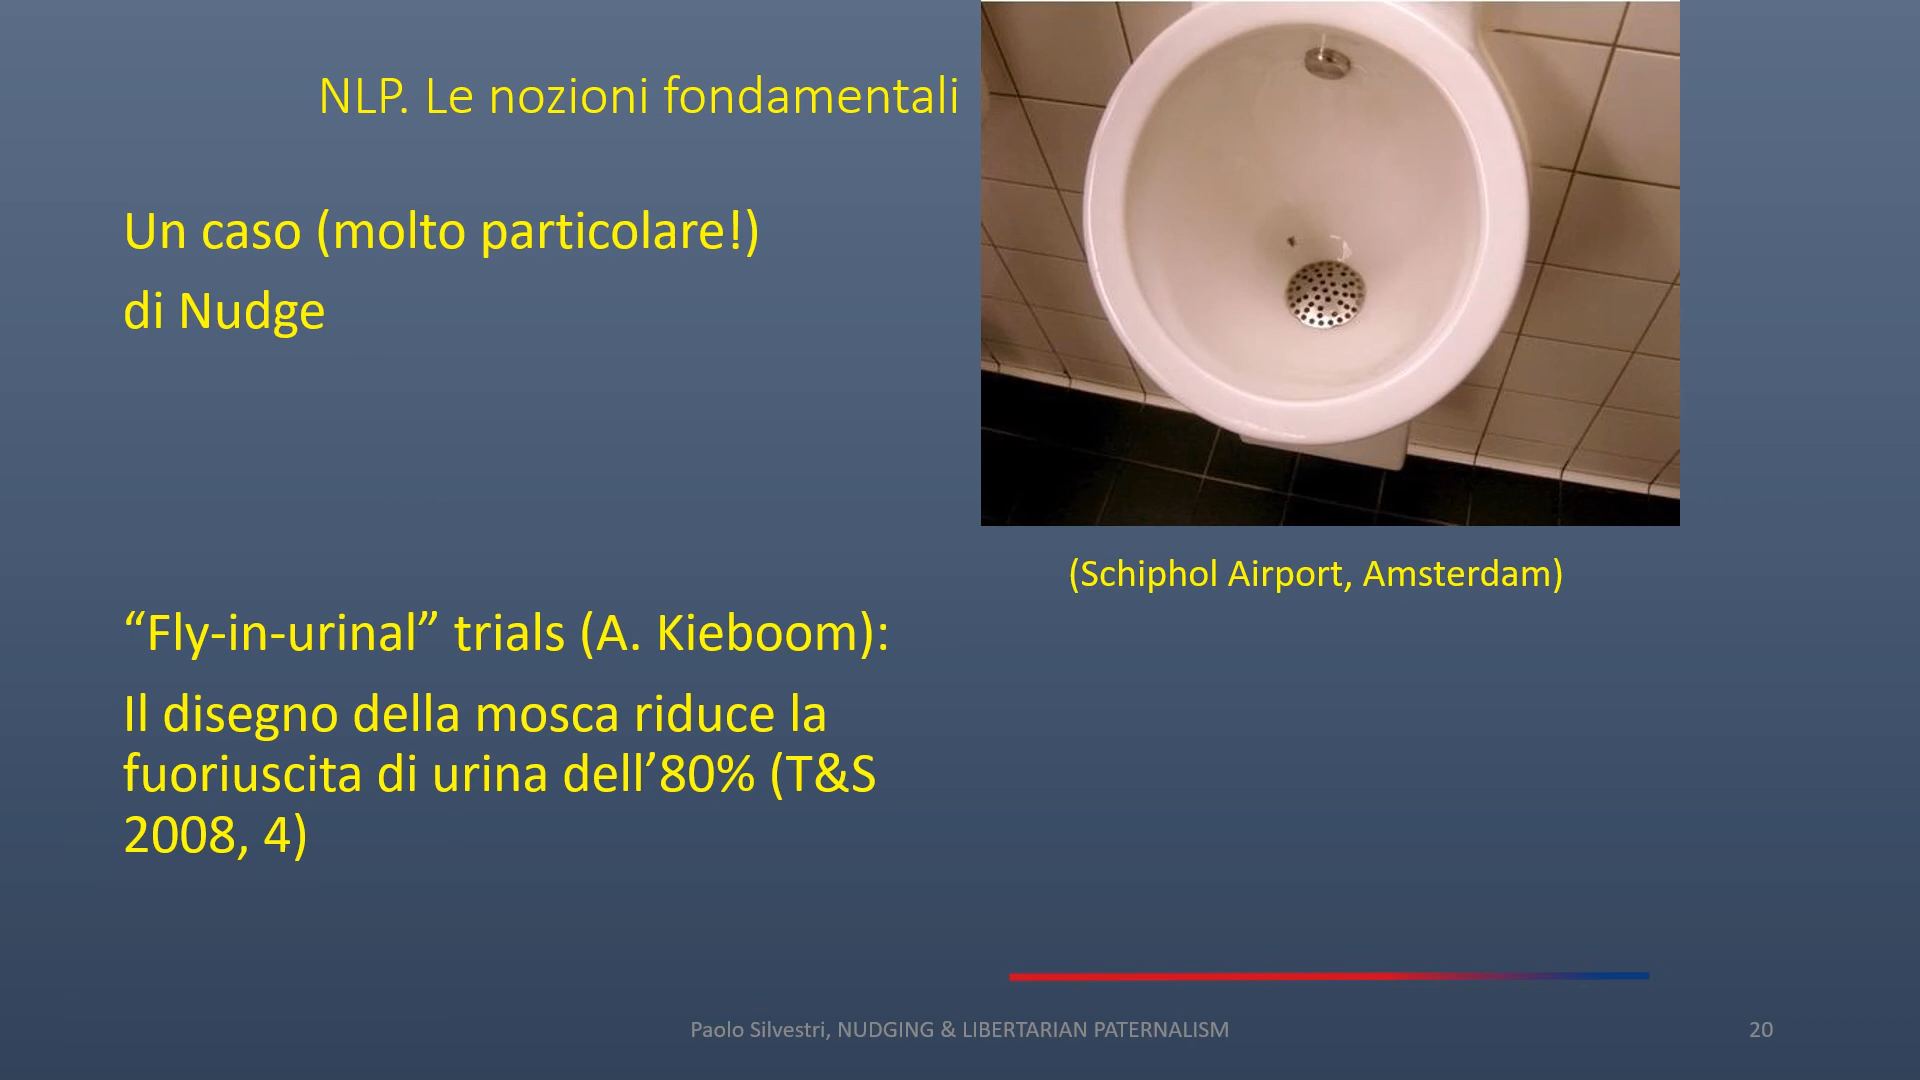 NLP. Le nozioni fondamentali
Un caso (molto particolare!)
di Nudge
(Schiphol Airport, Amsterdam)
“Fly-in-urinal” trials (A. Kieboom):
Il disegno della mosca riduce la
fuoriuscita di urina dell’80% (T&S
2008, 4)
Paolo Silvestri, NUDGING & LIBERTARIAN PATERNALISM
20